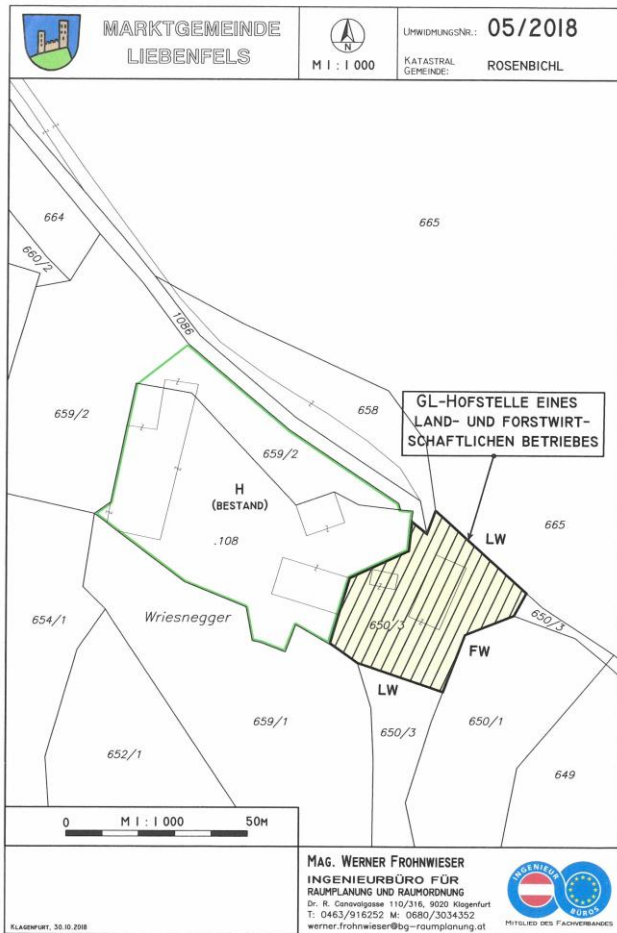 MARKTGEMEINDE
LIEBENFELS
N
M 1 : 1 000
UMWIDMUNGSNR.: 05/2018
KATASTRAL
GEMEINDE: ROSENBICHL
664
665
660/2
1086
659/2
658
GL-HOFSTELLE EINES
LAND- UND FORSTWIRT-
SCHAFTLICHEN BETRIEBES
659/2
H
(BESTAND)
LW
665
.108
654/1
Wriesnegger
650/3
650/3
FW
LW
659/1
650/3
650/1
652/1
649
0 M 1 : 1 000 50M
MAG. WERNER FROHNWIESER
INGENIEURBÜRO FÜR
RAUMPLANUNG UND RAUMORDNUNG
Dr. R. Canavalgasse 110/316, 9020 Klagenfurt
T: 0463/916252 M: 0680/3034352
werner.frohnwieser@bg-raumplanung.at
INGENIEUR
BÜROS
MITGLIED DES FACHVERBANDES
KLAGENFURT, 30.10.2018